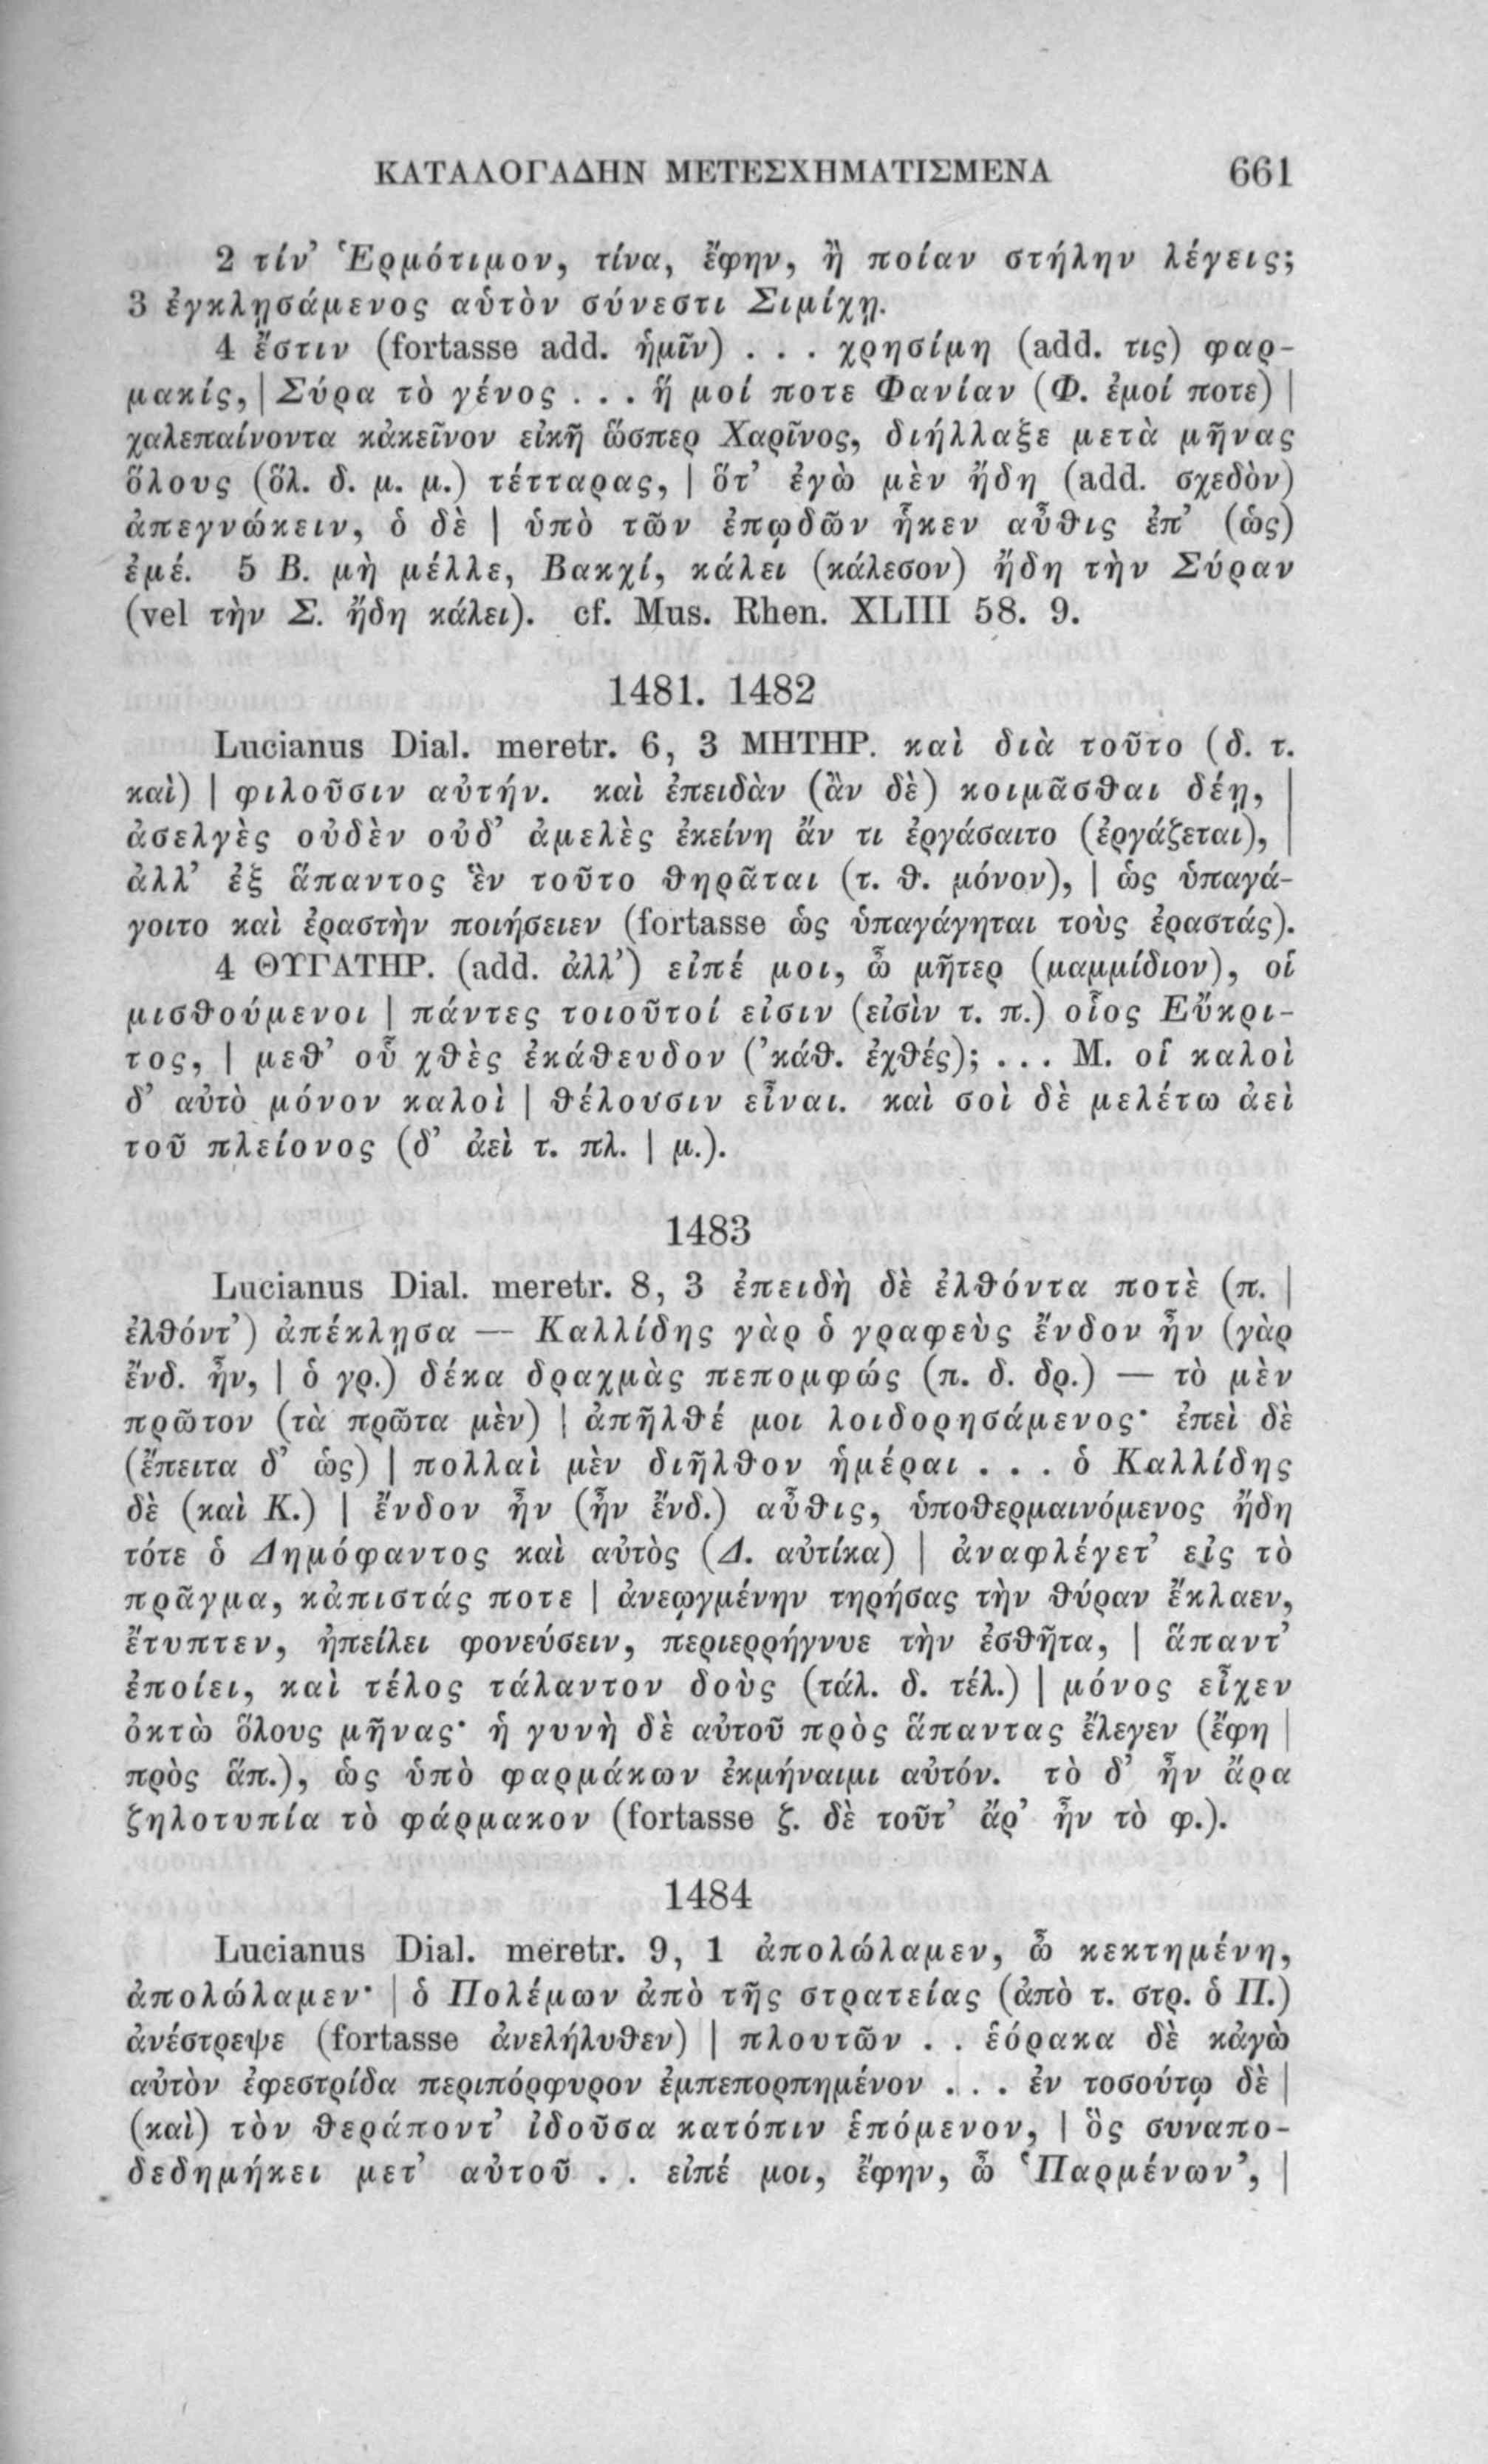 ΚΑΤΑΛΟΓΑΔΗΝ ΜΕΤΕΣΧΗΜΑΤΙΣΜΕΝΑ 661
2 τίν’ Ἑρμότιμον, τίνα, ἔφην, ἢ ποίαν στήλην λέγεις;
3 ἐγκλῃσάμενος αὑτὸν σύνεστι Σιμίχῃ.
4 ἔστιν (fortasse add. ἡμῖν) . . . χρησίμη (add. τις) φαρ-
μακίς, | Σύρα τὸ γένος . . . ἥ μοί ποτε Φανίαν (Φ. ἐμοί ποτε) |
χαλεπαίνοντα κἀκεῖνον εἰκῆ ὥσπερ Χαρῖνος, διήλλαξε μετὰ μῆνας
ὅλους (ὅλ. δ. μ. μ.) τέτταρας, | ὅτ’ ἐγὼ μὲν ἤδη (add. σχεδὸν)
ἀπεγνώκειν, ὁ δὲ | ὑπὸ τῶν ἐπῳδῶν ἧκεν αὖθις ἐπ’ (ὡς)
ἐμέ. 5 Β. μὴ μέλλε, Βακχί, κάλει (κάλεσον) ἤδη τὴν Σύραν
(vel τὴν Σ. ἤδη κάλει). cf. Mus. Rhen. XLIII 58. 9.
1481. 1482
Lucianus Dial. meretr. 6, 3 ΜΗΤΗΡ. καὶ διὰ τοῦτο (δ. τ.
καὶ) | φιλοῦσιν αὐτήν. καὶ ἐπειδὰν (ἂν δὲ) κοιμᾶσθαι δέῃ, |
ἀσελγὲς οὐδὲν οὐδ’ ἀμελὲς ἐκείνη ἄν τι ἐργάσαιτο (ἐργάζεται), |
ἀλλ’ ἐξ ἅπαντος ἓν τοῦτο θηρᾶται (τ. θ. μόνον), | ὡς ὑπαγά-
γοιτο καὶ ἐραστὴν ποιήσειεν (fortasse ὡς ὑπαγάγηται τοὺς ἐραστάς).
4 ΘΥΓΑΤΗΡ. (add. ἀλλ’) εἰπέ μοι, ὦ μῆτερ (μαμμίδιον), οἱ
μισθούμενοι | πάντες τοιοῦτοί εἰσιν (εἰσὶν τ. π.) οἷος Εὔκρι-
τος, | μεθ’ οὗ χθὲς ἐκάθευδον (’κάθ. ἐχθές); . . . Μ. οἱ καλοὶ
δ’ αὐτὸ μόνον καλοὶ | θέλουσιν εἶναι. καὶ σοὶ δὲ μελέτω ἀεὶ
τοῦ πλείονος (δ’ ἀεὶ τ. πλ. | μ.).
1483
Lucianus Dial. meretr. 8, 3 ἐπειδὴ δὲ ἐλθόντα ποτὲ (π. |
ἐλθόντ’) ἀπέκλῃσα — Καλλίδης γὰρ ὁ γραφεὺς ἔνδον ἦν (γὰρ
ἔνδ. ἦν, | ὁ γρ.) δέκα δραχμὰς πεπομφώς (π. δ. δρ.) — τὸ μὲν
πρῶτον (τὰ πρῶτα μὲν) | ἀπῆλθέ μοι λοιδορησάμενος· ἐπεὶ δὲ
(ἔπειτα δ’ ὡς) | πολλαὶ μὲν διῆλθον ἡμέραι . . . ὁ Καλλίδης
δὲ (καὶ Κ.) | ἔνδον ἦν (ἦν ἔνδ.) αὖθις, ὑποθερμαινόμενος ἤδη
τότε ὁ Δημόφαντος καὶ αὐτὸς (Δ. αὐτίκα) | ἀναφλέγετ’ εἰς τὸ
πρᾶγμα, κἀπιστάς ποτε | ἀνεῳγμένην τηρήσας τὴν θύραν ἔκλαεν,
ἔτυπτεν, ἠπείλει φονεύσειν, περιερρήγνυε τὴν ἐσθῆτα, | ἅπαντ’
ἐποίει, καὶ τέλος τάλαντον δοὺς (τάλ. δ. τέλ.) | μόνος εἶχεν
ὀκτὼ ὅλους μῆνας· ἡ γυνὴ δὲ αὐτοῦ πρὸς ἅπαντας ἔλεγεν (ἔφη |
πρὸς ἅπ.), ὡς ὑπὸ φαρμάκων ἐκμήναιμι αὐτόν. τὸ δ’ ἦν ἄρα
ζηλοτυπία τὸ φάρμακον (fortasse ζ. δὲ τοῦτ’ ἄρ’ ἦν τὸ φ.).
1484
Lucianus Dial. meretr. 9, 1 ἀπολώλαμεν, ὦ κεκτημένη,
ἀπολώλαμεν· | ὁ Πολέμων ἀπὸ τῆς στρατείας (ἀπὸ τ. στρ. ὁ Π.)
ἀνέστρεψε (fortasse ἀνελήλυθεν) | πλουτῶν . . ἑόρακα δὲ κἀγὼ
αὐτὸν ἐφεστρίδα περιπόρφυρον ἐμπεπορπημένον . . . ἐν τοσούτῳ δὲ |
(καὶ) τὸν θεράποντ’ ἰδοῦσα κατόπιν ἑπόμενον, | ὃς συναπο-
δεδημήκει μετ’ αὐτοῦ . . εἰπέ μοι, ἔφην, ὦ ‘Παρμένων’, |